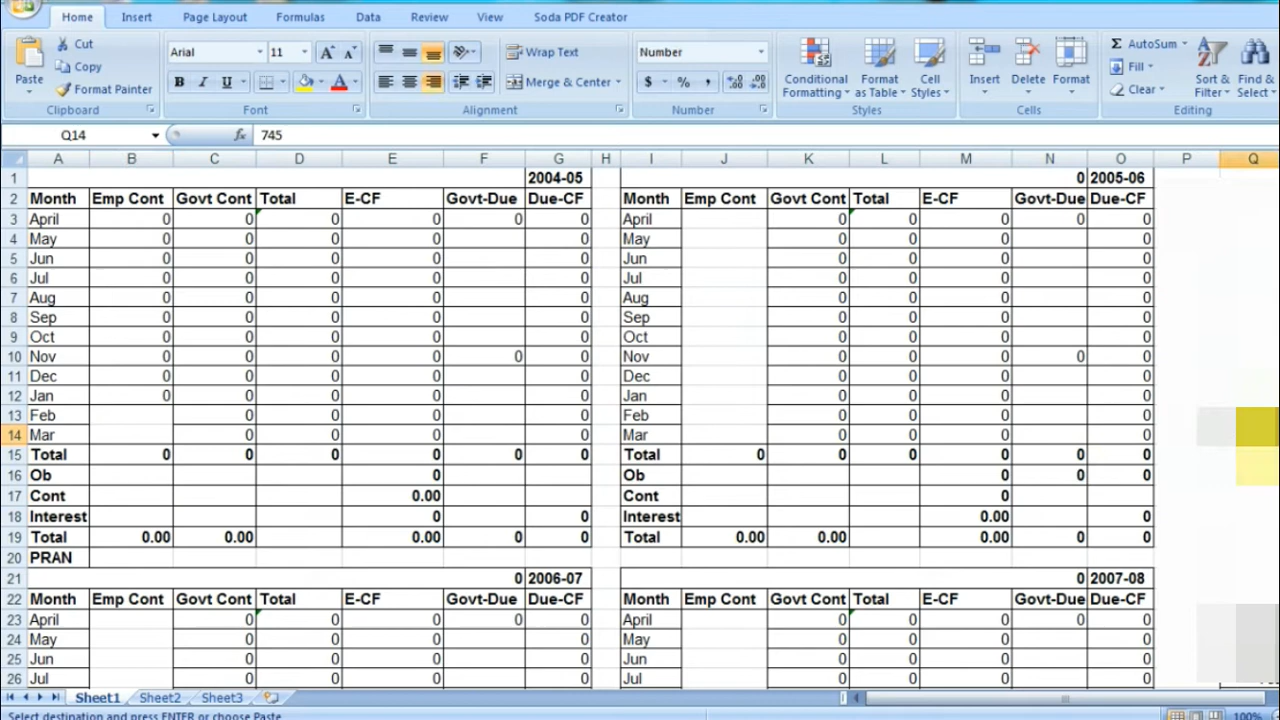 Home Insert Page Layout Formulas Data Review View Soda PDF Creator
Cut Arial 11 A A Wrap Text Number AutoSum
Copy Fill
Paste Format Painter B I U A Merge & Center $ % , Conditional Formatting Format as Table Cell Styles Insert Delete Format Clear Sort & Filter Find & Select
Clipboard Font Alignment Number Styles Cells Editing
Q14 fx 745
A B C D E F G H I J K L M N O P Q
1 2004-05 0 2005-06
2 Month Emp Cont Govt Cont Total E-CF Govt-Due Due-CF Month Emp Cont Govt Cont Total E-CF Govt-Due Due-CF
3 April 0 0 0 0 0 0 April 0 0 0 0 0
4 May 0 0 0 0 0 May 0 0 0 0
5 Jun 0 0 0 0 0 Jun 0 0 0 0
6 Jul 0 0 0 0 0 Jul 0 0 0 0
7 Aug 0 0 0 0 0 Aug 0 0 0 0
8 Sep 0 0 0 0 0 Sep 0 0 0 0
9 Oct 0 0 0 0 0 Oct 0 0 0 0
10 Nov 0 0 0 0 0 0 Nov 0 0 0 0 0
11 Dec 0 0 0 0 0 Dec 0 0 0 0
12 Jan 0 0 0 0 0 Jan 0 0 0 0
13 Feb 0 0 0 0 Feb 0 0 0 0
14 Mar 0 0 0 0 Mar 0 0 0 0
15 Total 0 0 0 0 0 0 Total 0 0 0 0 0 0
16 Ob 0 Ob 0 0 0
17 Cont 0.00 Cont 0
18 Interest 0 0 Interest 0.00 0
19 Total 0.00 0.00 0.00 0 0 Total 0.00 0.00 0.00 0 0
20 PRAN
21 0 2006-07 0 2007-08
22 Month Emp Cont Govt Cont Total E-CF Govt-Due Due-CF Month Emp Cont Govt Cont Total E-CF Govt-Due Due-CF
23 April 0 0 0 0 0 April 0 0 0 0 0
24 May 0 0 0 0 May 0 0 0 0
25 Jun 0 0 0 0 Jun 0 0 0 0
26 Jul 0 0 0 0 Jul 0 0 0 0
Sheet1 Sheet2 Sheet3
Select destination and press ENTER or choose Paste 100%